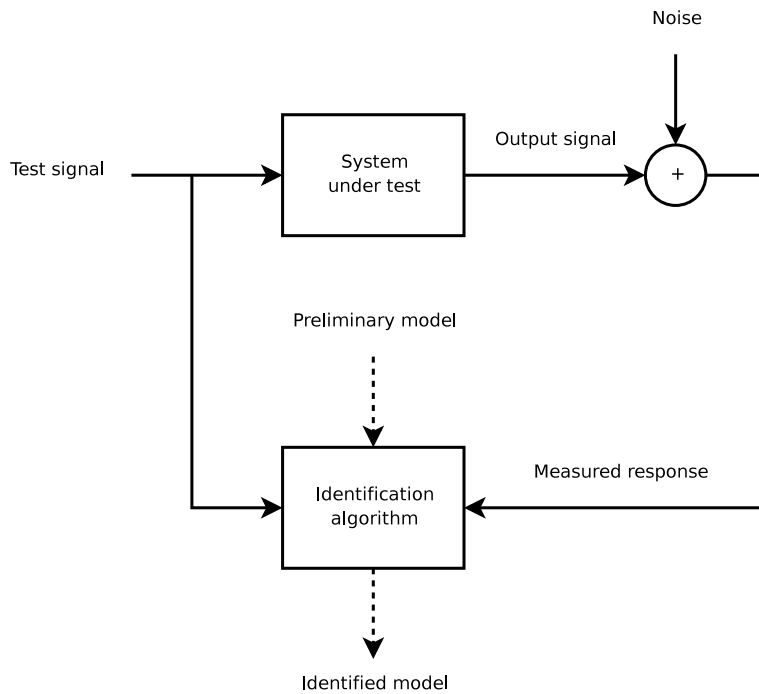 Noise
Test signal
System
under test
Output signal
+
Preliminary model
Identification
algorithm
Measured response
Identified model